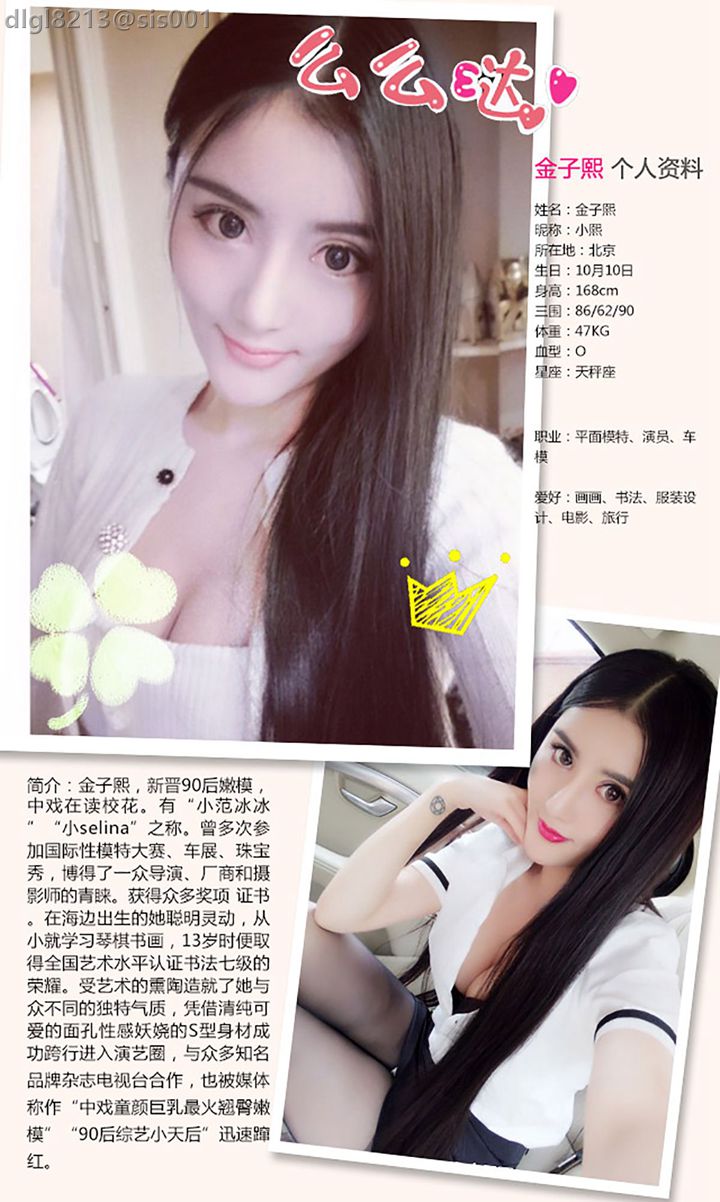 dlgl8213@sis001
么么哒
金子熙 个人资料
姓名：金子熙
昵称：小熙
所在地：北京
生日：10月10日
身高：168cm
三围：86/62/90
体重：47KG
血型：O
星座：天秤座
职业：平面模特、演员、车
模
爱好：画画、书法、服装设
计、电影、旅行
简介：金子熙，新晋90后嫩模，
中戏在读校花。有“小范冰冰
”“小selina”之称。曾多次参
加国际性模特大赛、车展、珠宝
秀，博得了一众导演、厂商和摄
影师的青睐。获得众多奖项 证书
。在海边出生的她聪明灵动，从
小就学习琴棋书画，13岁时便取
得全国艺术水平认证书法七级的
荣耀。受艺术的熏陶造就了她与
众不同的独特气质，凭借清纯可
爱的面孔性感妖娆的S型身材成
功跨行进入演艺圈，与众多知名
品牌杂志电视台合作，也被媒体
称作“中戏童颜巨乳最火翘臀嫩
模”“90后综艺小天后”迅速蹿
红。